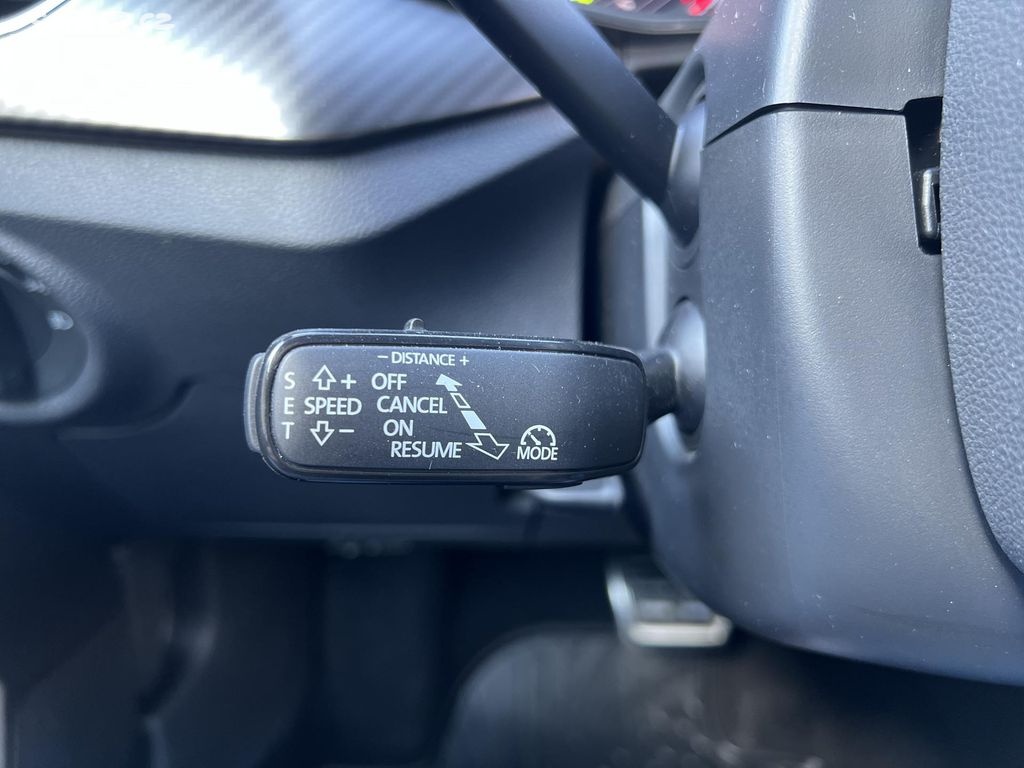 - DISTANCE +
S + OFF
E SPEED CANCEL
T - ON
RESUME MODE